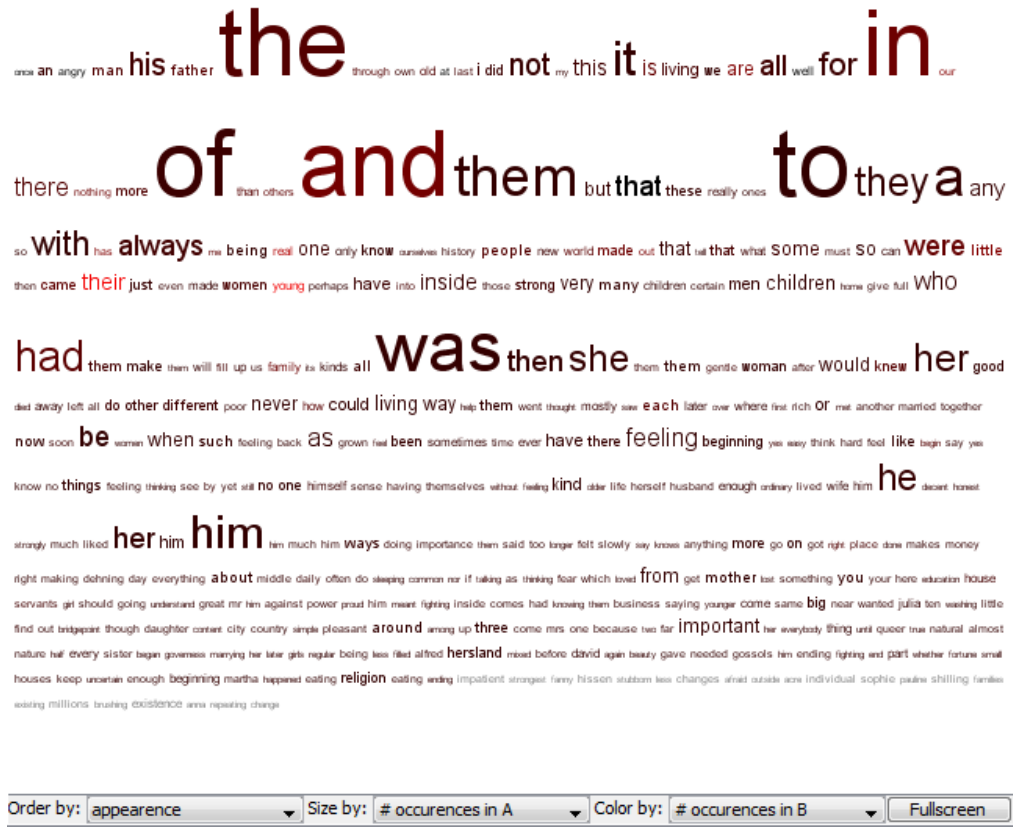 once an angry man his father the through own old at last i did not my this it is living we are all well for in our
there nothing more of than others and them but that these really ones to they a any
so with has always me being real one only know ourselves history people new world made out that tell that what some must so can were little
then came their just even made women young perhaps have into inside those strong very many children certain men children home give full who
had them make them will fill up us family its kinds all was then she them them gentle woman after would knew her good
died away left all do other different poor never how could living way help them went thought mostly saw each later over where first rich or met another married together
now soon be women when such feeling back as grown feel been sometimes time ever have there feeling beginning yes easy think hard feel like begin say yes
know no things feeling thinking see by yet still no one himself sense having themselves without feeling kind older life herself husband enough ordinary lived wife him he decent honest
strongly much liked her him him him much him ways doing importance them said too longer felt slowly say knows anything more go on got right place done makes money
right making dehning day everything about middle daily often do sleeping common nor if talking as thinking fear which loved from get mother lost something you your here education house
servants girl should going understand great mr him against power proud him meant fighting inside comes had knowing them business saying younger come same big near wanted julia ten washing little
find out bridgepoint though daughter content city country simple pleasant around among up three come mrs one because two far important her everybody thing until queer true natural almost
nature half every sister began governess marrying her later girls regular being less filled alfred hersland mixed before david again beauty gave needed gossols him ending fighting end part whether fortune small
houses keep uncertain enough beginning martha happened eating religion eating ending impatient strongest fanny hissen stubborn less changes afraid outside acre individual sophie pauline shilling families
existing millions brushing existence anna repeating change
Order by: appearence Size by: # occurences in A Color by: # occurences in B Fullscreen